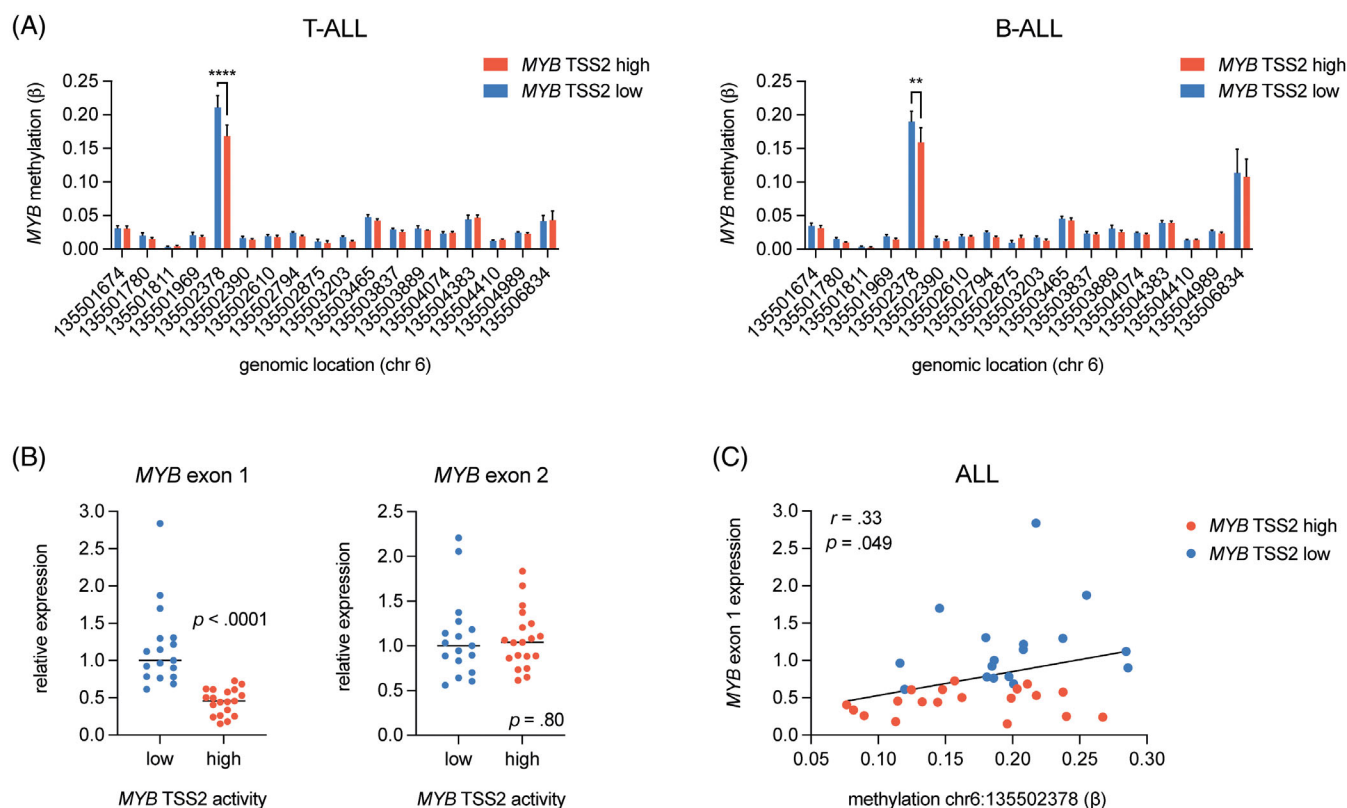 (A)
T-ALL
MYB TSS2 high
MYB TSS2 low
****
0.25
0.20
0.15
0.10
0.05
0.00
MYB methylation (β)
135501674
135501780
135501811
135501969
135502378
135502390
135502610
135502794
135502875
135503203
135503465
135503837
135503889
135504074
135504383
135504410
135504989
135506834
genomic location (chr 6)
B-ALL
MYB TSS2 high
MYB TSS2 low
**
0.25
0.20
0.15
0.10
0.05
0.00
MYB methylation (β)
135501674
135501780
135501811
135501969
135502378
135502390
135502610
135502794
135502875
135503203
135503465
135503837
135503889
135504074
135504383
135504410
135504989
135506834
genomic location (chr 6)
(B)
MYB exon 1
3.0
2.5
2.0
1.5
1.0
0.5
0.0
relative expression
p < .0001
low high
MYB TSS2 activity
MYB exon 2
2.5
2.0
1.5
1.0
0.5
0.0
relative expression
p = .80
low high
MYB TSS2 activity
(C)
ALL
3.0
2.5
2.0
1.5
1.0
0.5
0.0
MYB exon 1 expression
r = .33
p = .049
MYB TSS2 high
MYB TSS2 low
0.05 0.10 0.15 0.20 0.25 0.30
methylation chr6:135502378 (β)